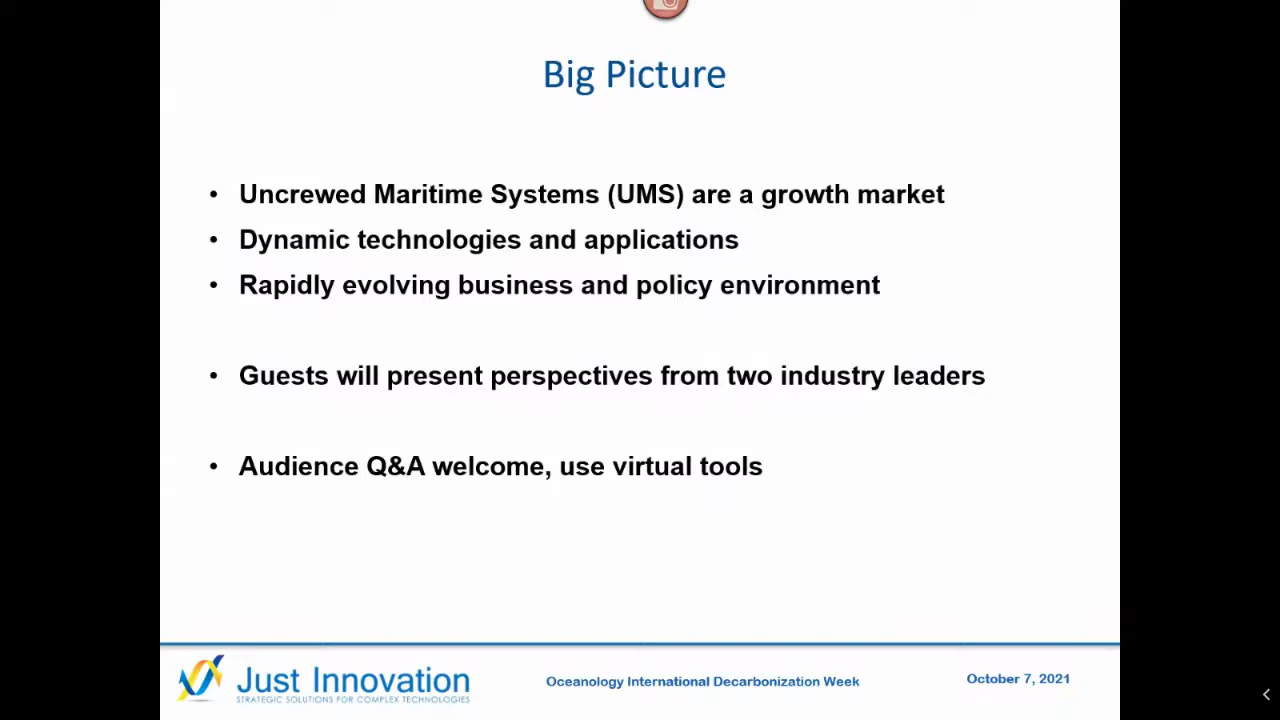 Big Picture
• Uncrewed Maritime Systems (UMS) are a growth market
• Dynamic technologies and applications
• Rapidly evolving business and policy environment
• Guests will present perspectives from two industry leaders
• Audience Q&A welcome, use virtual tools
Just Innovation
STRATEGIC SOLUTIONS FOR COMPLEX TECHNOLOGIES
Oceanology International Decarbonization Week
October 7, 2021